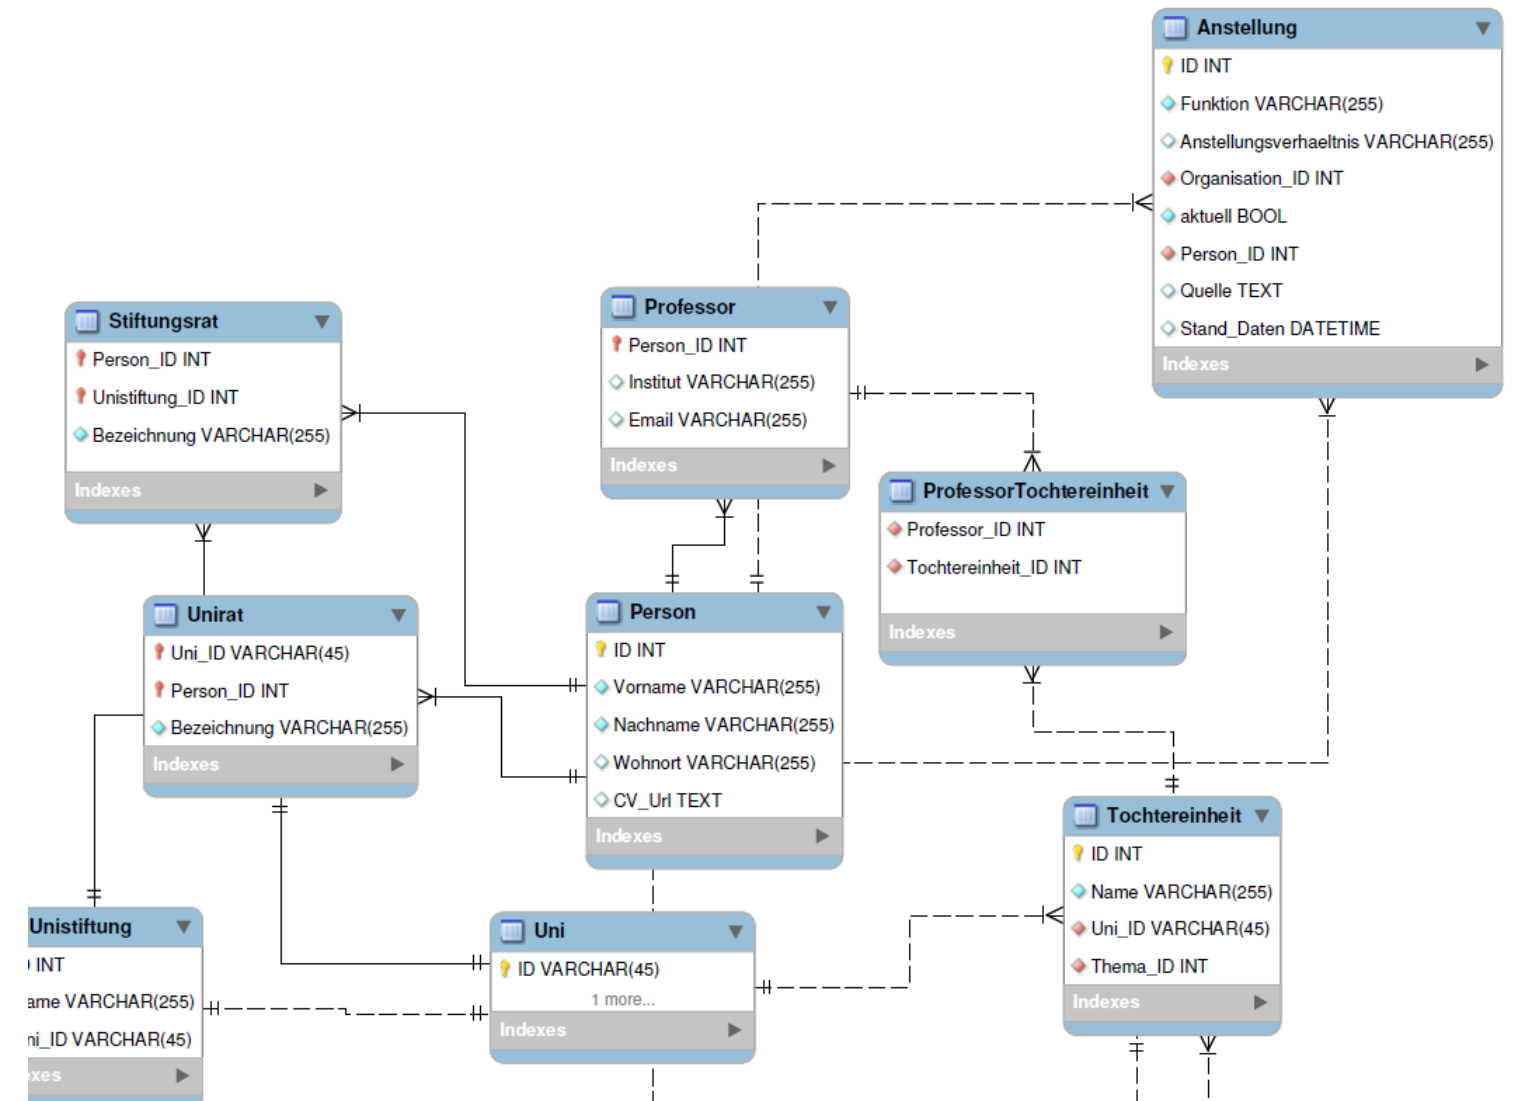 Anstellung
ID INT
Funktion VARCHAR(255)
Anstellungsverhaeltnis VARCHAR(255)
Organisation_ID INT
aktuell BOOL
Person_ID INT
Quelle TEXT
Stand_Daten DATETIME
Indexes
Professor
Person_ID INT
Institut VARCHAR(255)
Email VARCHAR(255)
Indexes
Stiftungsrat
Person_ID INT
Unistiftung_ID INT
Bezeichnung VARCHAR(255)
Indexes
ProfessorTochtereinheit
Professor_ID INT
Tochtereinheit_ID INT
Indexes
Unirat
Uni_ID VARCHAR(45)
Person_ID INT
Bezeichnung VARCHAR(255)
Indexes
Person
ID INT
Vorname VARCHAR(255)
Nachname VARCHAR(255)
Wohnort VARCHAR(255)
CV_Url TEXT
Indexes
Tochtereinheit
ID INT
Name VARCHAR(255)
Uni_ID VARCHAR(45)
Thema_ID INT
Indexes
Unistiftung
INT
ame VARCHAR(255)
ni_ID VARCHAR(45)
exes
Uni
ID VARCHAR(45)
1 more...
Indexes